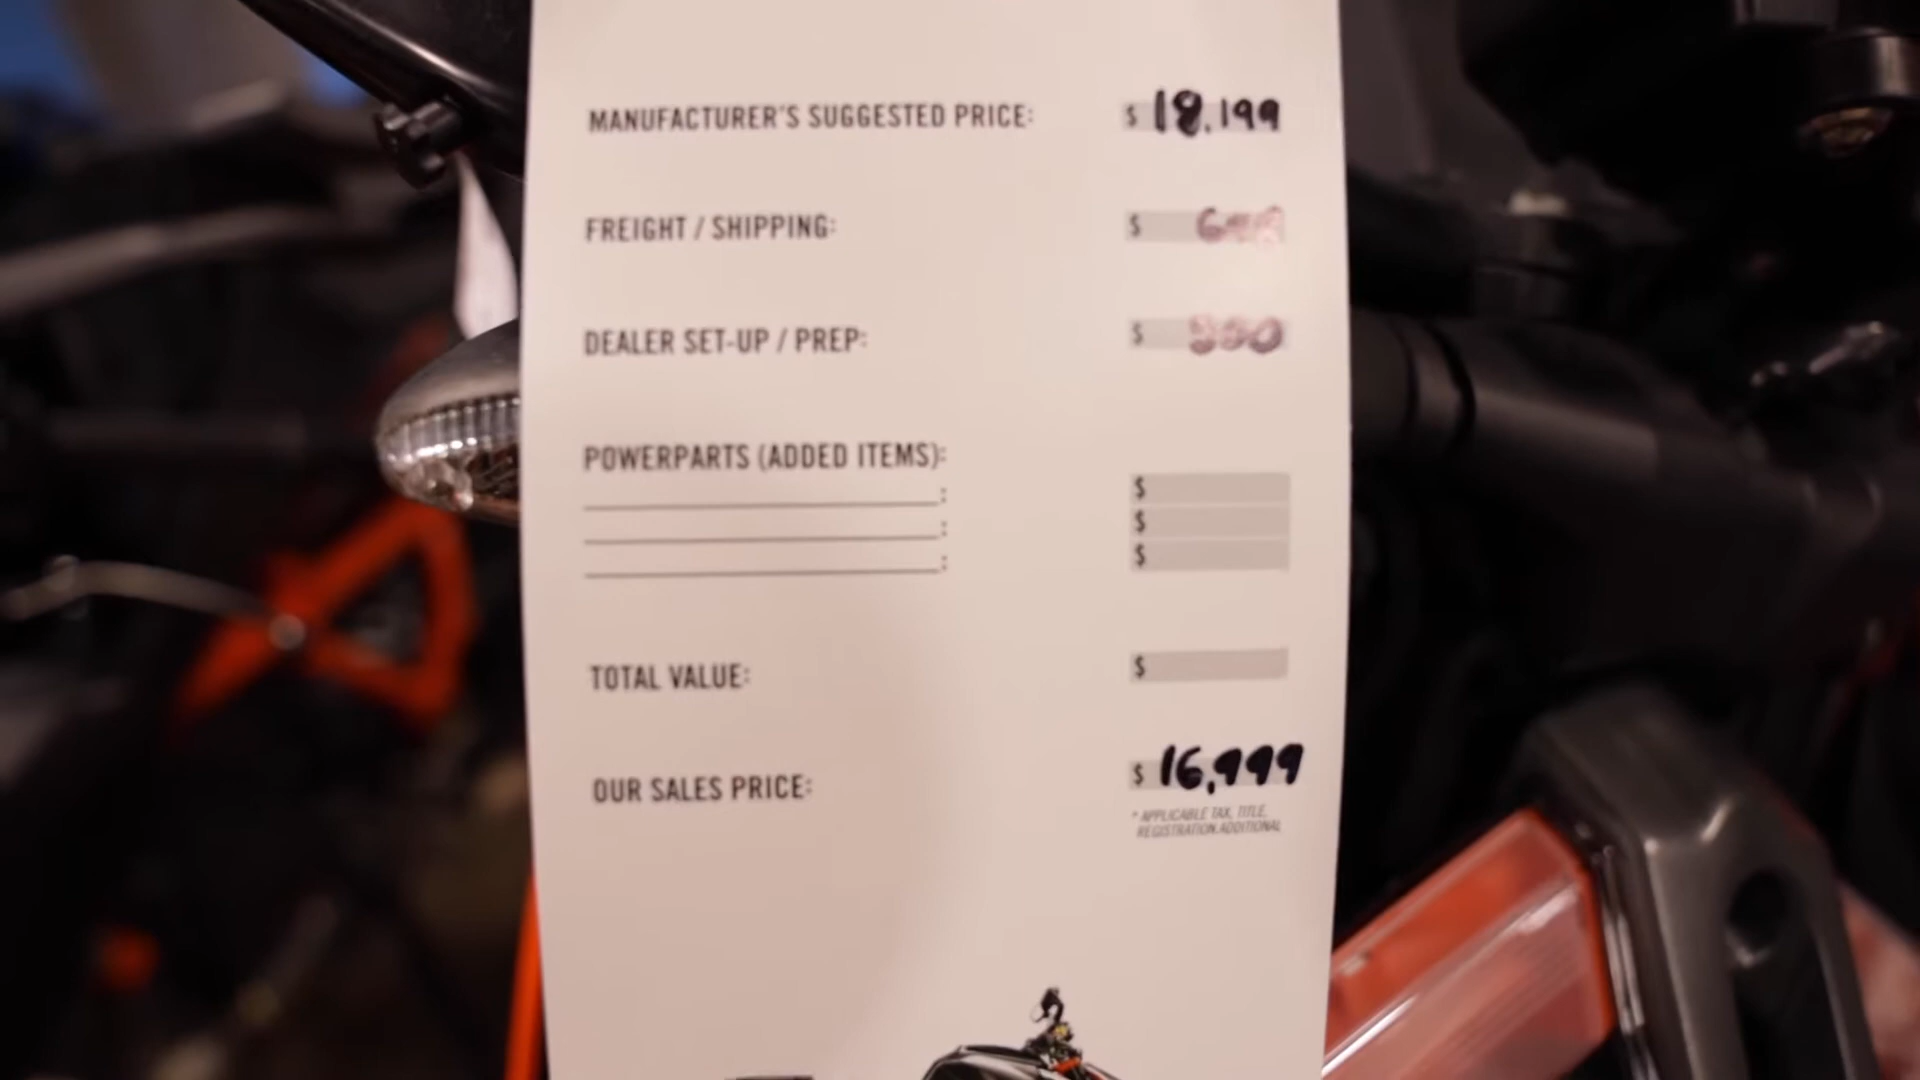 MANUFACTURER'S SUGGESTED PRICE: $ 18,199
FREIGHT / SHIPPING: $
DEALER SET-UP / PREP: $
POWERPARTS (ADDED ITEMS):
: $
: $
: $
TOTAL VALUE: $
OUR SALES PRICE: $ 16,999
* APPLICABLE TAX, TITLE,
REGISTRATION ADDITIONAL